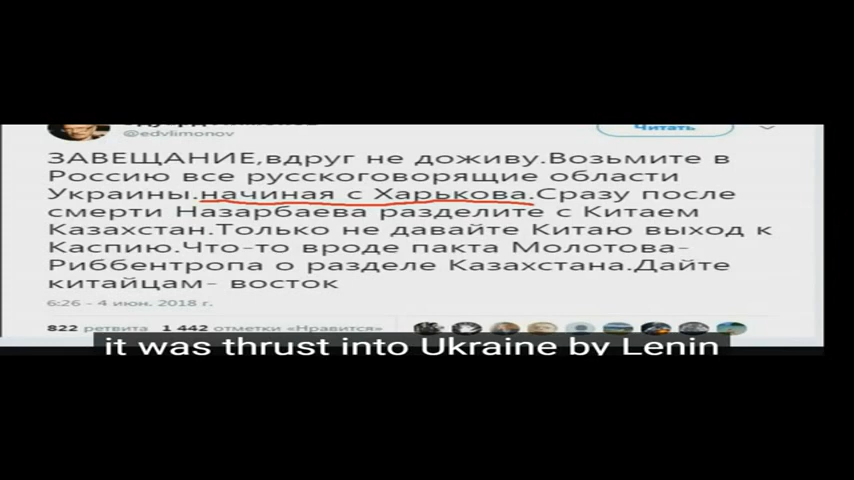 @edvlimonov
Читать
ЗАВЕЩАНИЕ,вдруг не доживу.Возьмите в
Россию все русскоговорящие области
Украины.начиная с Харькова.Сразу после
смерти Назарбаева разделите с Китаем
Казахстан.Только не давайте Китаю выход к
Каспию.Что-то вроде пакта Молотова-
Риббентропа о разделе Казахстана.Дайте
китайцам- восток
6:26 - 4 июн. 2018 г.
822 ретвита 1 442 отметки «Нравится»
it was thrust into Ukraine by Lenin